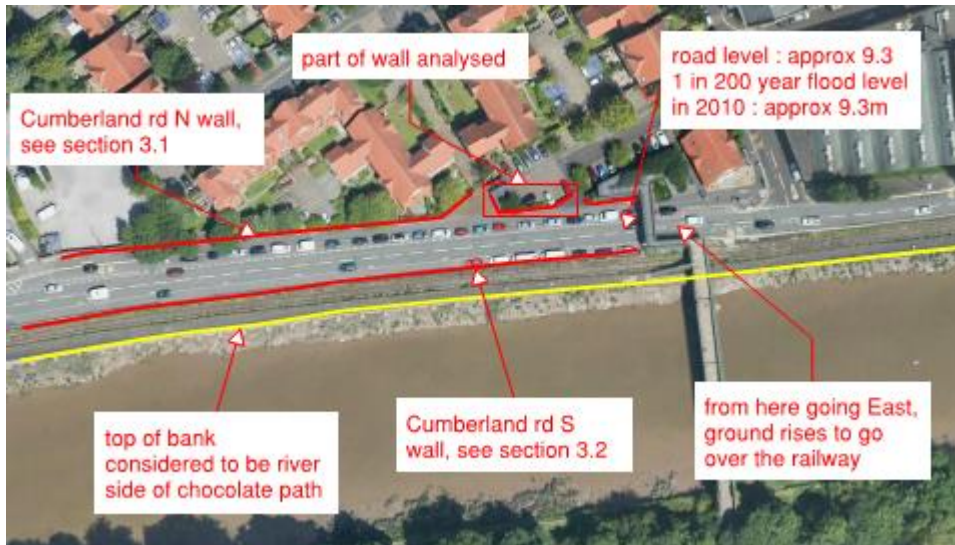 part of wall analysed
road level : approx 9.3
1 in 200 year flood level
in 2010 : approx 9.3m
Cumberland rd N wall,
see section 3.1
top of bank
considered to be river
side of chocolate path
Cumberland rd S
wall, see section 3.2
from here going East,
ground rises to go
over the railway